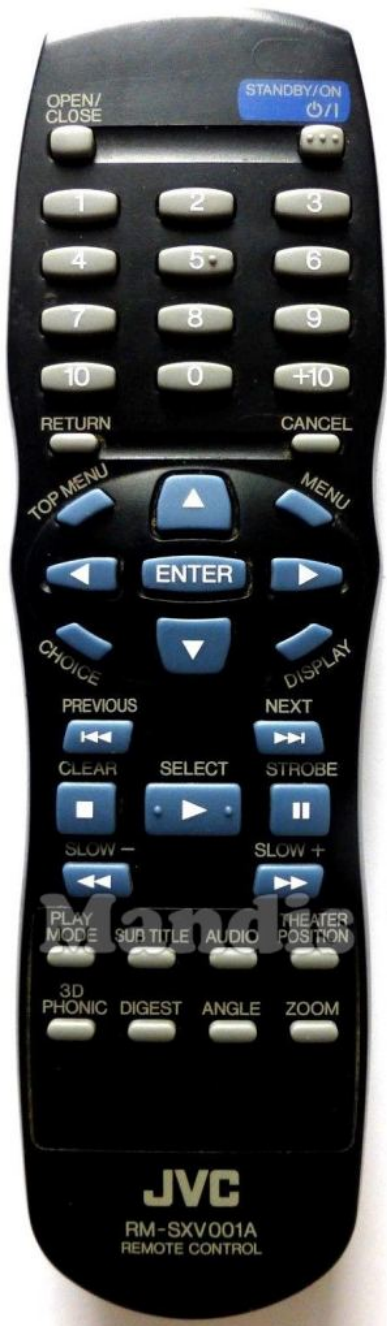 STANDBY/ON
OPEN/
CLOSE
1 2 3
4 5 6
7 8 9
10 0 +10
RETURN CANCEL
TOP MENU MENU
ENTER
CHOICE DISPLAY
PREVIOUS NEXT
CLEAR SELECT STROBE
SLOW – SLOW +
Mandis
PLAY
MODE
SUB TITLE
AUDIO
THEATER
POSITION
3D
PHONIC
DIGEST
ANGLE
ZOOM
JVC
RM-SXV001A
REMOTE CONTROL